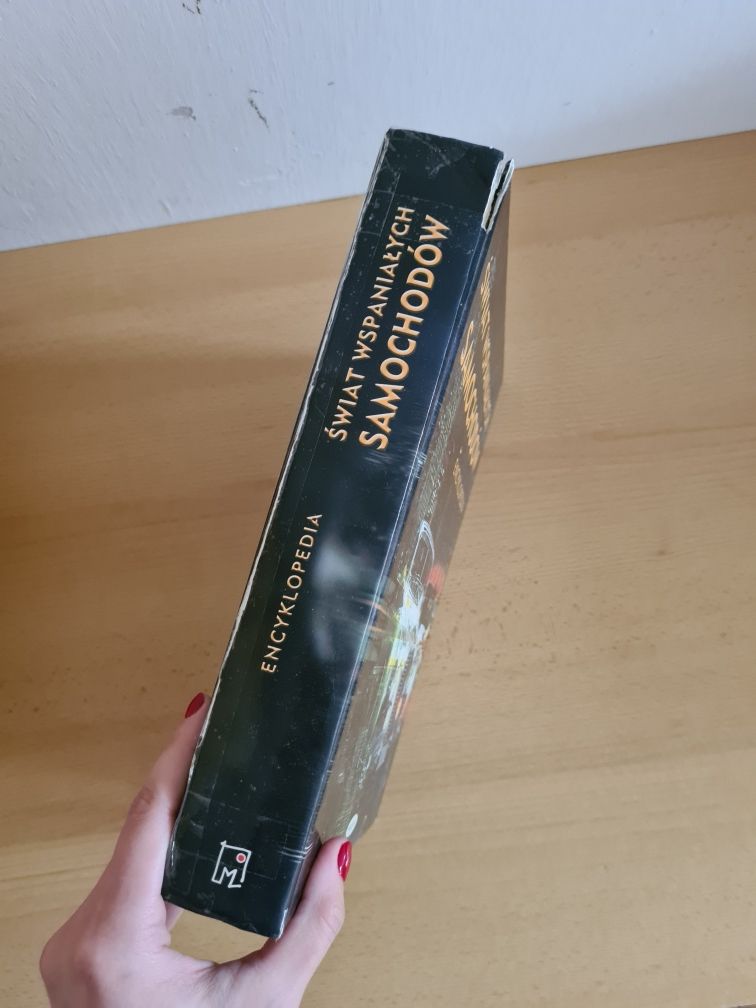 ENCYKLOPEDIA
ŚWIAT WSPANIAŁYCH
SAMOCHODÓW
M